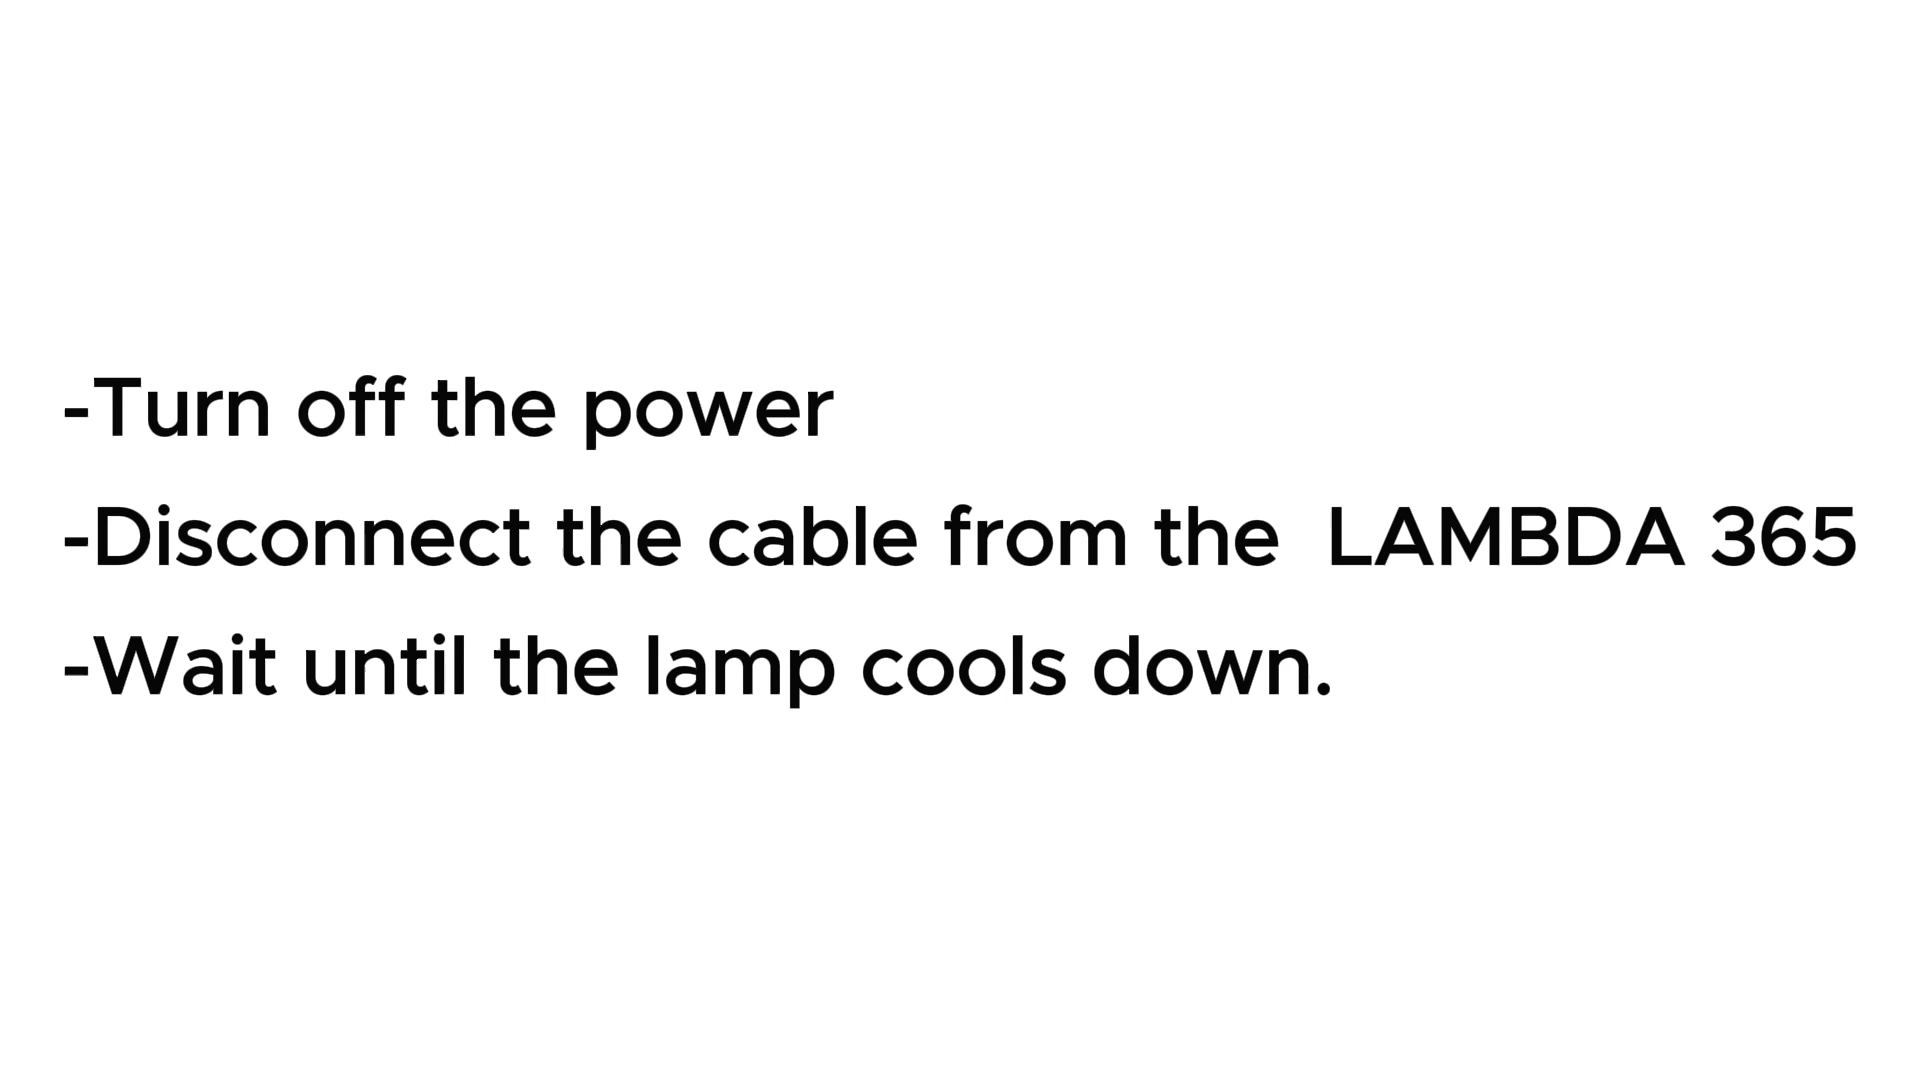 -Turn off the power
-Disconnect the cable from the  LAMBDA 365
-Wait until the lamp cools down.